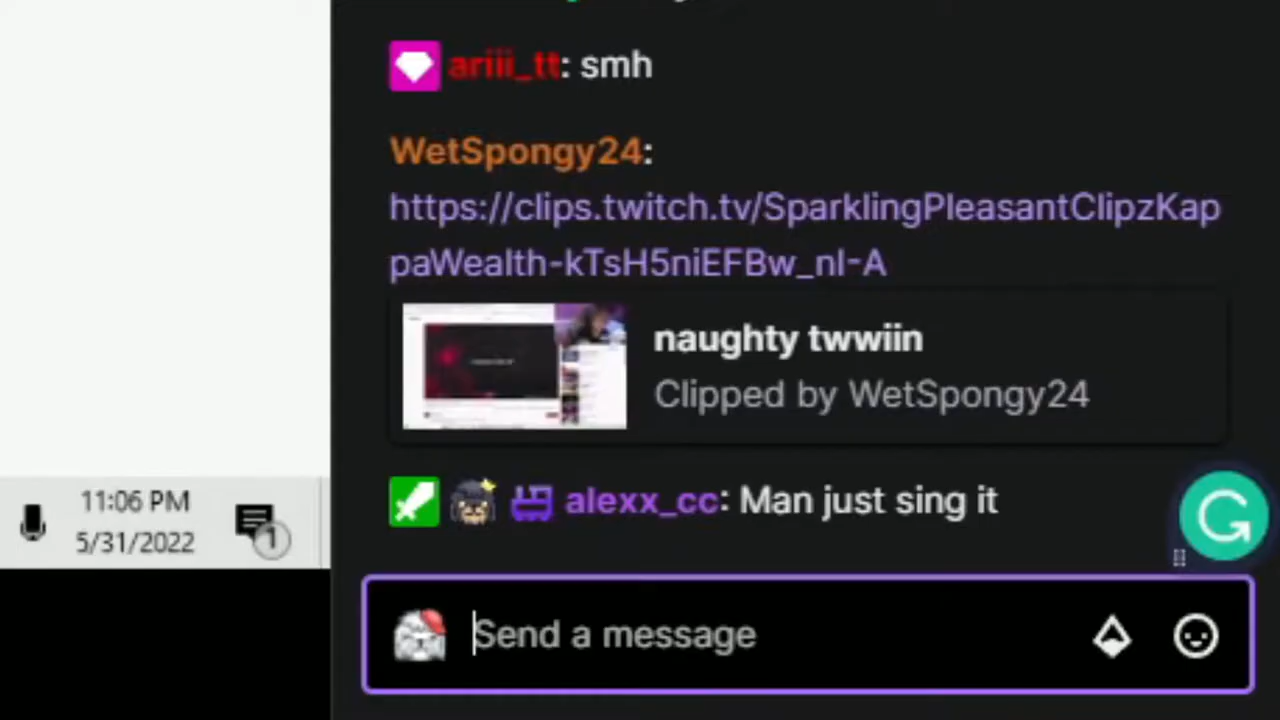 ariii_tt: smh
WetSpongy24:
https://clips.twitch.tv/SparklingPleasantClipzKap
paWealth-kTsH5niEFBw_nl-A
naughty twwiin
Clipped by WetSpongy24
alexx_cc: Man just sing it
11:06 PM
5/31/2022
1
Send a message